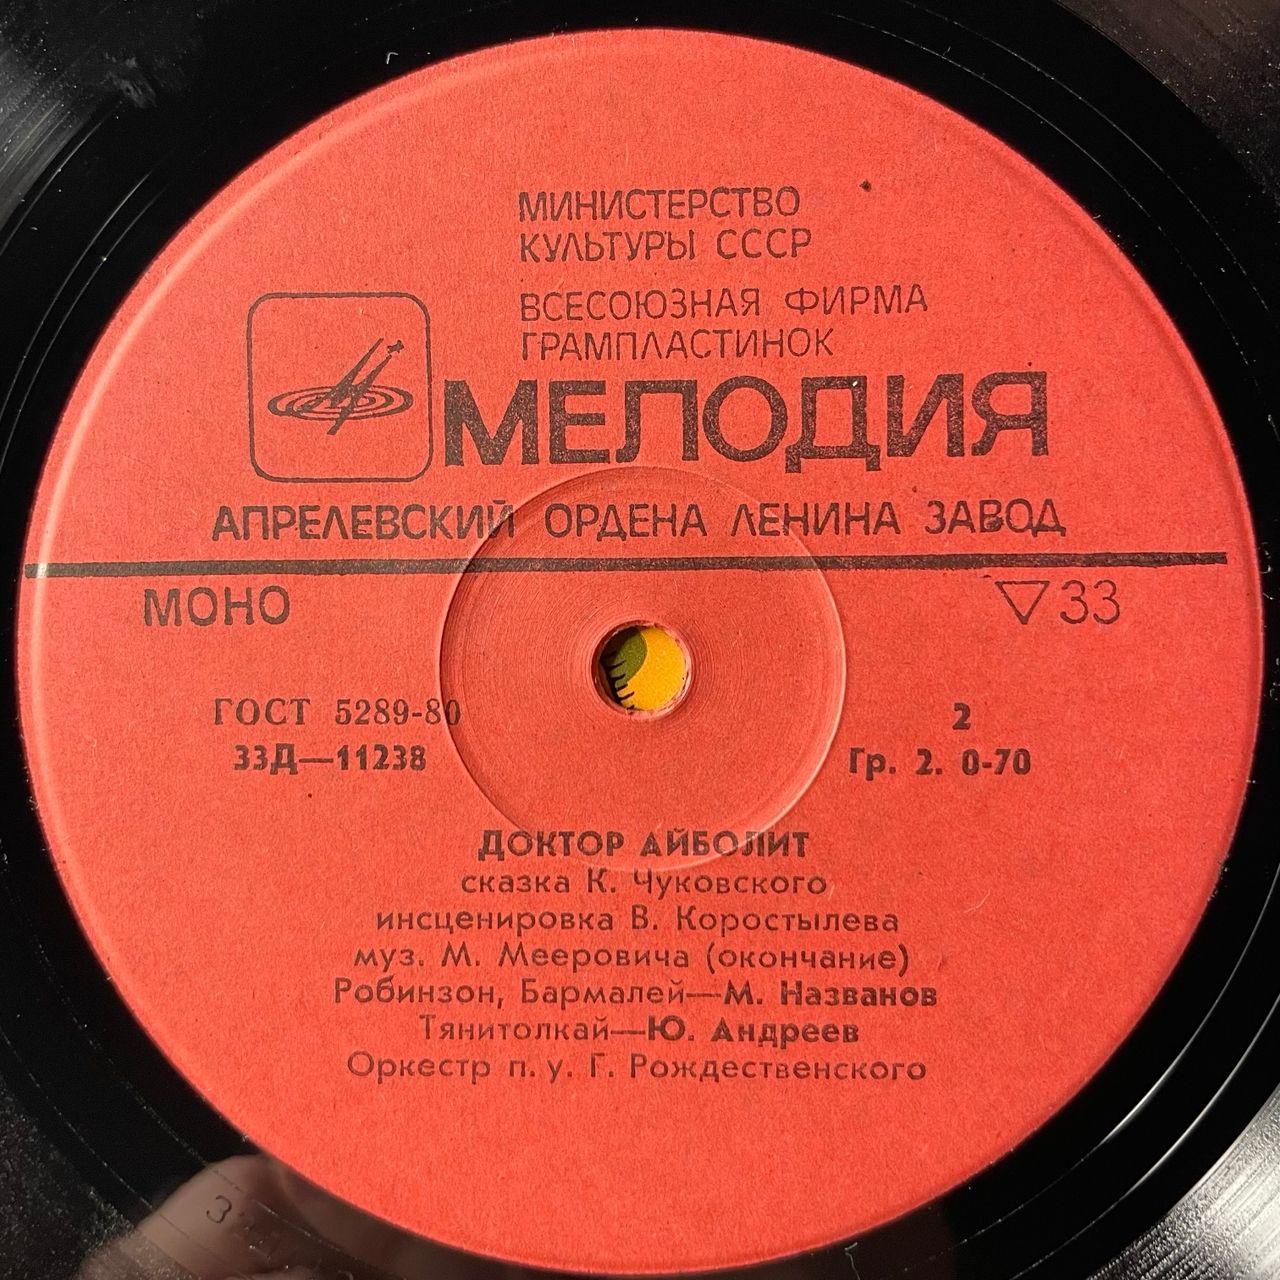 МИНИСТЕРСТВО
КУЛЬТУРЫ СССР
ВСЕСОЮЗНАЯ ФИРМА
ГРАМПЛАСТИНОК
МЕЛОДИЯ
АПРЕЛЕВСКИЙ ОРДЕНА ЛЕНИНА ЗАВОД
МОНО
▽33
ГОСТ 5289-80
2
33Д—11238
Гр. 2. 0-70
ДОКТОР АЙБОЛИТ
сказка К. Чуковского
инсценировка В. Коростылева
муз. М. Мееровича (окончание)
Робинзон, Бармалей—М. Названов
Тянитолкай—Ю. Андреев
Оркестр п. у. Г. Рождественского